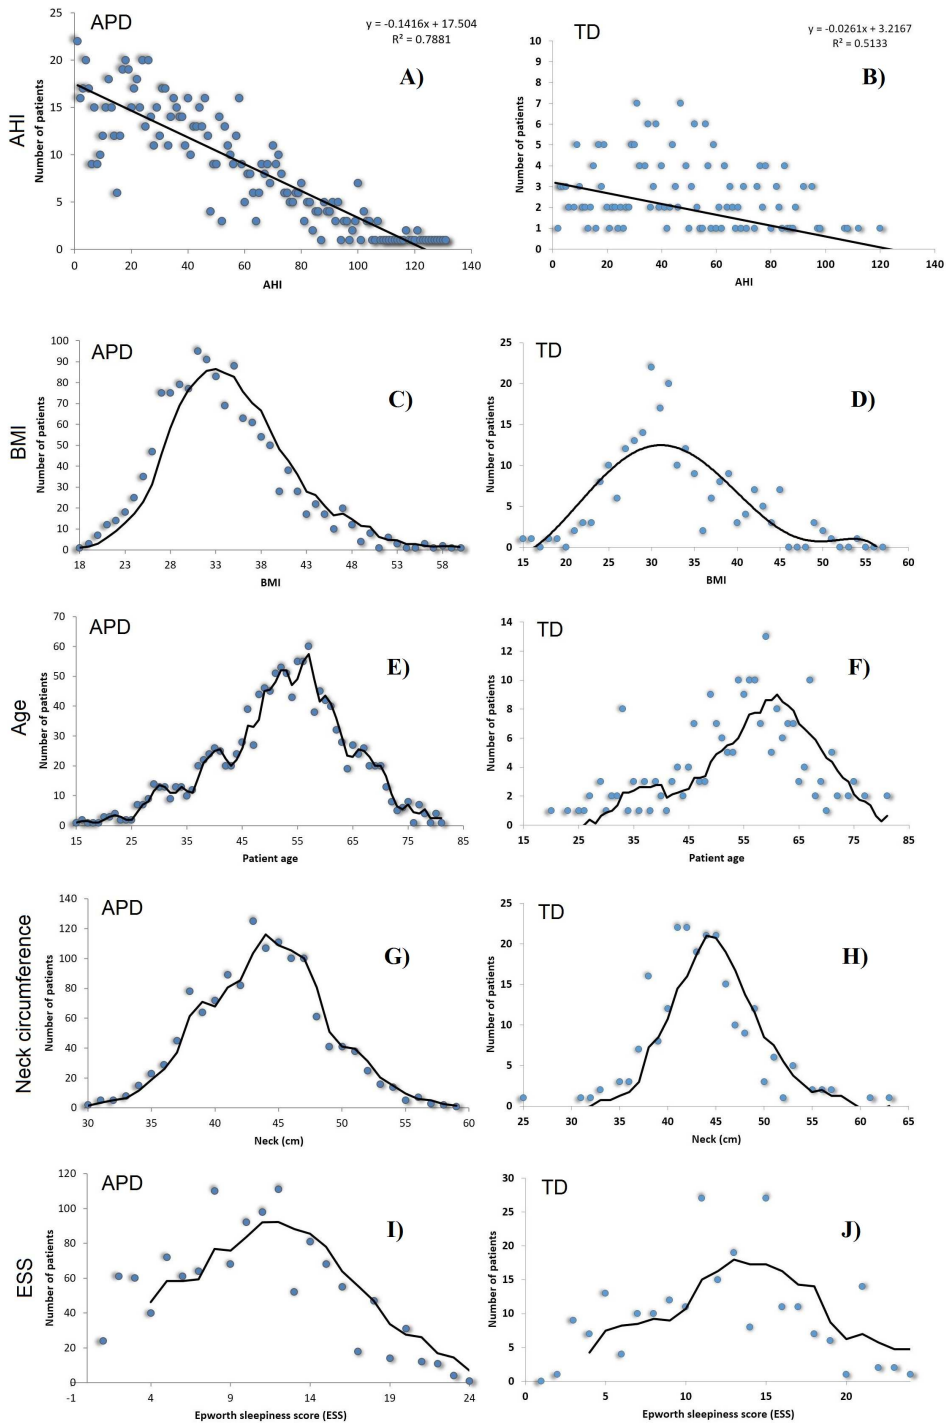 APD
y = -0.1416x + 17.504
R² = 0.7881
A)
25
20
15
10
5
0
0 20 40 60 80 100 120 140
AHI
Number of patients
AHI
TD
y = -0.0261x + 3.2167
R² = 0.5133
B)
10
9
8
7
6
5
4
3
2
1
0
0 20 40 60 80 100 120 140
AHI
Number of patients
BMI
APD
C)
100
90
80
70
60
50
40
30
20
10
0
18 23 28 33 38 43 48 53 58
BMI
Number of patients
TD
D)
25
20
15
10
5
0
15 20 25 30 35 40 45 50 55 60
BMI
Number of patients
Age
APD
E)
70
60
50
40
30
20
10
0
15 25 35 45 55 65 75 85
Patient age
Number of patients
TD
F)
14
12
10
8
6
4
2
0
15 25 35 45 55 65 75 85
Patient age
Number of patients
Neck circumference
APD
G)
140
120
100
80
60
40
20
0
30 35 40 45 50 55 60
Neck (cm)
Number of patients
TD
H)
25
20
15
10
5
0
25 30 35 40 45 50 55 60 65
Neck (cm)
Number of patients
ESS
APD
I)
120
100
80
60
40
20
0
-1 4 9 14 19 24
Epworth sleepiness score (ESS)
Number of patients
TD
J)
30
25
20
15
10
5
0
0 5 10 15 20
Epworth sleepiness score (ESS)
Number of patients